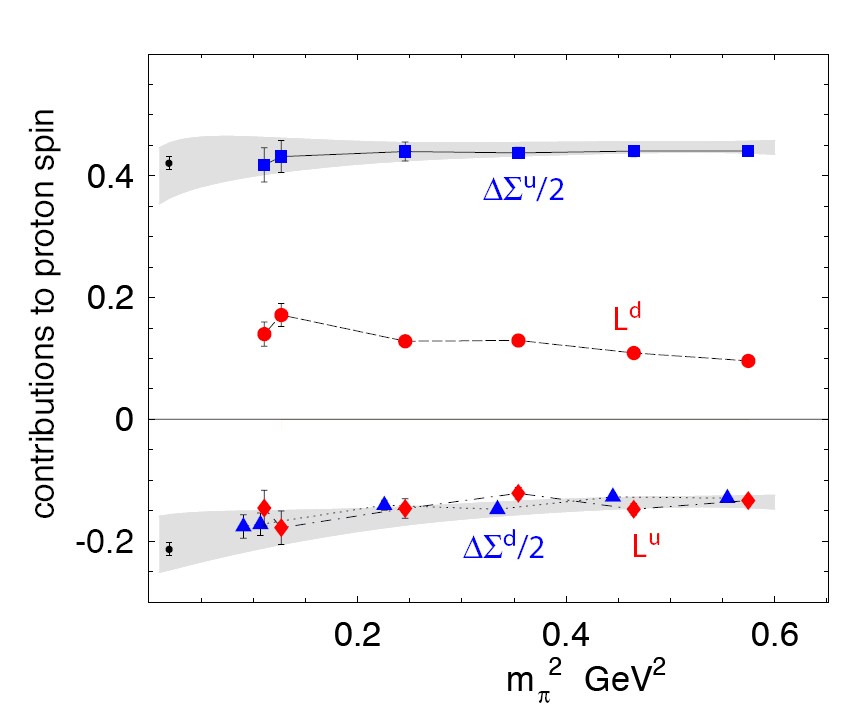 contributions to proton spin
0.4
0.2
0
-0.2
ΔΣᵘ/2
Lᵈ
ΔΣᵈ/2
Lᵘ
0.2 0.4 0.6
m_π² GeV²